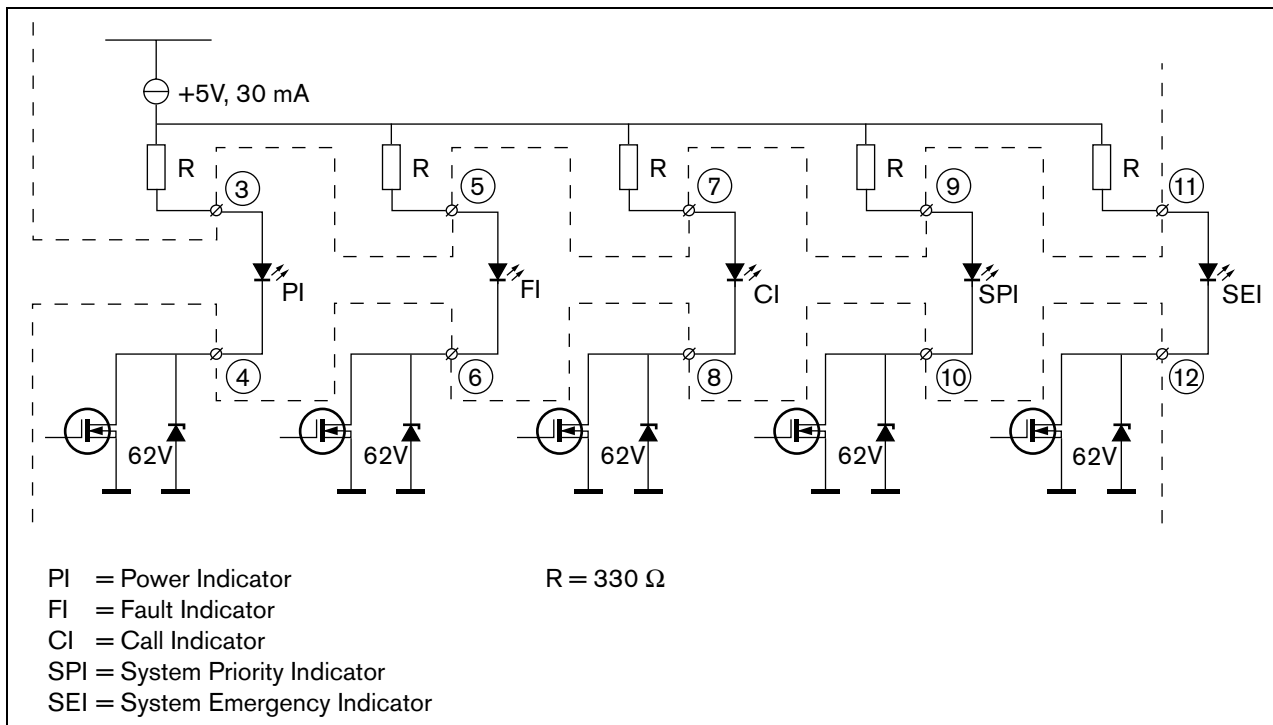 +5V, 30 mA
R R R R R
3 5 7 9 11
PI FI CI SPI SEI
4 6 8 10 12
62V 62V 62V 62V 62V
PI = Power Indicator R = 330 Ω
FI = Fault Indicator
CI = Call Indicator
SPI = System Priority Indicator
SEI = System Emergency Indicator